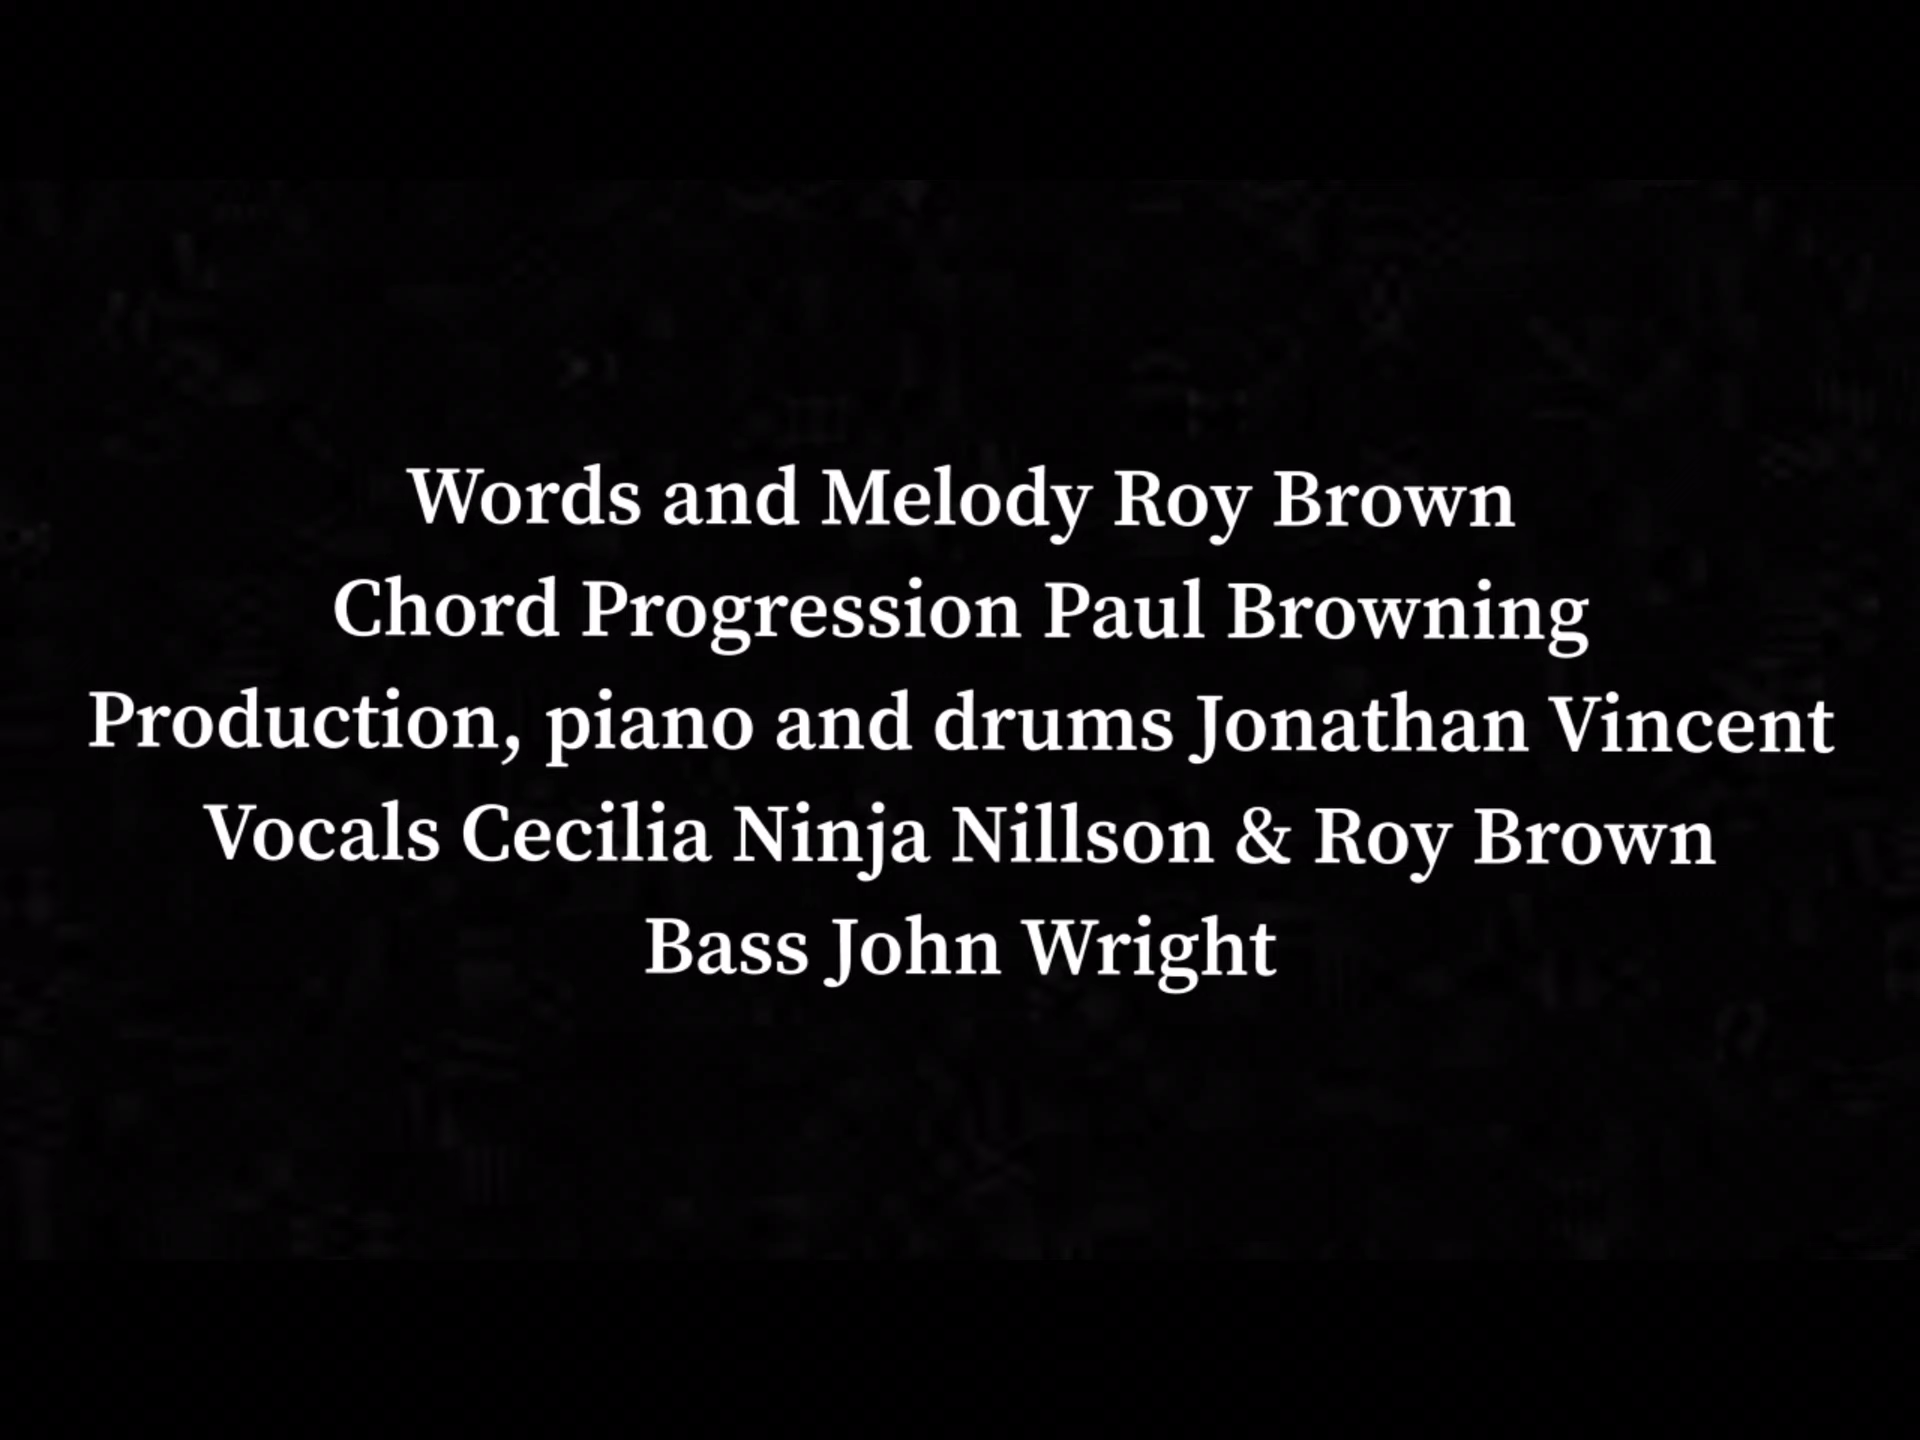 Words and Melody Roy Brown
Chord Progression Paul Browning
Production, piano and drums Jonathan Vincent
Vocals Cecilia Ninja Nillson & Roy Brown
Bass John Wright